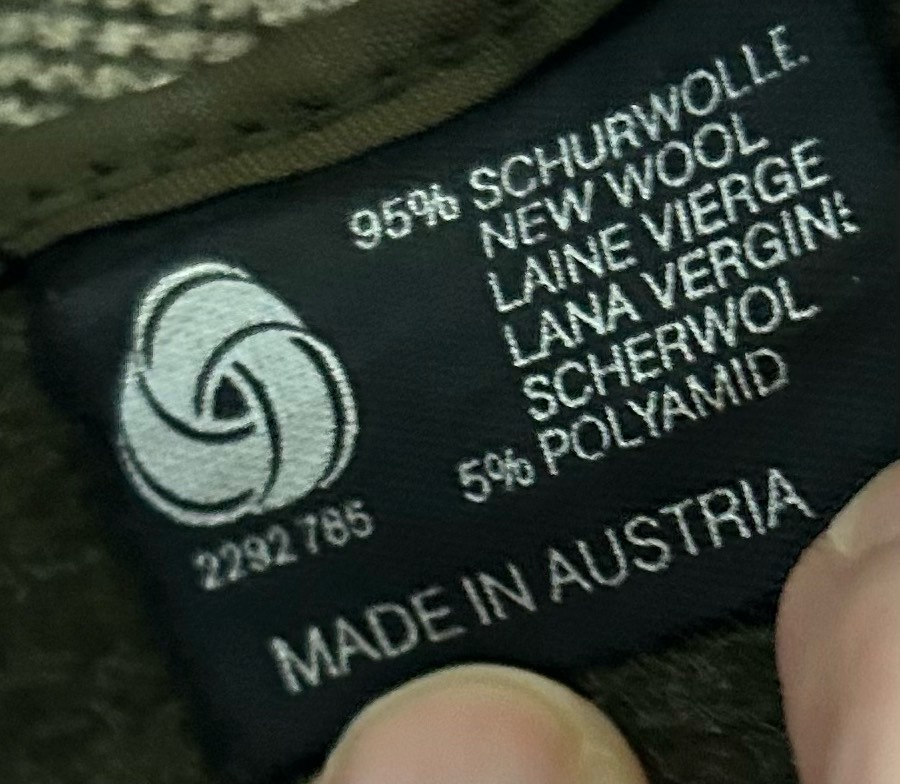 95% SCHURWOLLE
NEW WOOL
LAINE VIERGE
LANA VERGINE
SCHERWOL
5% POLYAMID
2292 785
MADE IN AUSTRIA